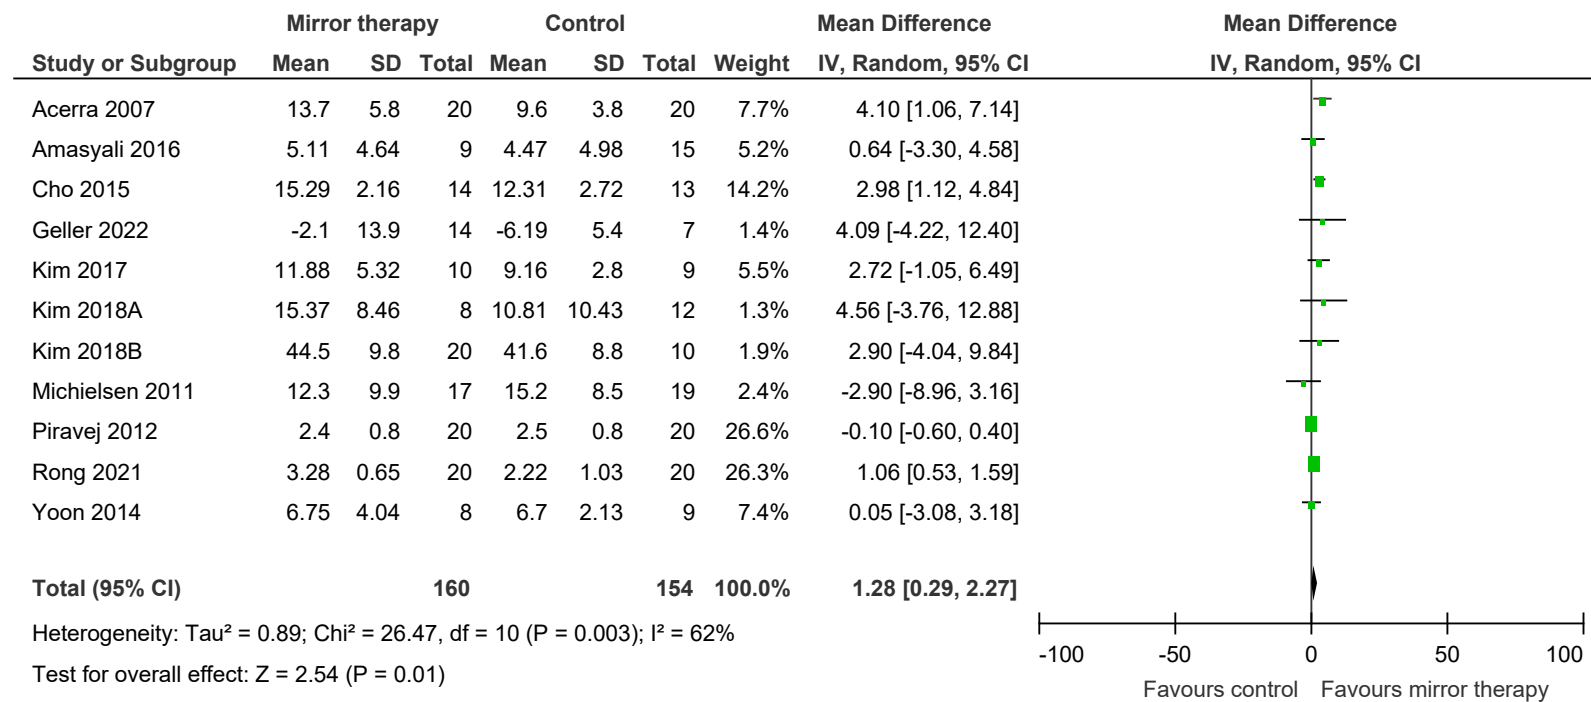 Mirror therapy Control Mean Difference Mean Difference
Study or Subgroup Mean SD Total Mean SD Total Weight IV, Random, 95% CI IV, Random, 95% CI
Acerra 2007 13.7 5.8 20 9.6 3.8 20 7.7% 4.10 [1.06, 7.14]
Amasyali 2016 5.11 4.64 9 4.47 4.98 15 5.2% 0.64 [-3.30, 4.58]
Cho 2015 15.29 2.16 14 12.31 2.72 13 14.2% 2.98 [1.12, 4.84]
Geller 2022 -2.1 13.9 14 -6.19 5.4 7 1.4% 4.09 [-4.22, 12.40]
Kim 2017 11.88 5.32 10 9.16 2.8 9 5.5% 2.72 [-1.05, 6.49]
Kim 2018A 15.37 8.46 8 10.81 10.43 12 1.3% 4.56 [-3.76, 12.88]
Kim 2018B 44.5 9.8 20 41.6 8.8 10 1.9% 2.90 [-4.04, 9.84]
Michielsen 2011 12.3 9.9 17 15.2 8.5 19 2.4% -2.90 [-8.96, 3.16]
Piravej 2012 2.4 0.8 20 2.5 0.8 20 26.6% -0.10 [-0.60, 0.40]
Rong 2021 3.28 0.65 20 2.22 1.03 20 26.3% 1.06 [0.53, 1.59]
Yoon 2014 6.75 4.04 8 6.7 2.13 9 7.4% 0.05 [-3.08, 3.18]
Total (95% CI) 160 154 100.0% 1.28 [0.29, 2.27]
Heterogeneity: Tau² = 0.89; Chi² = 26.47, df = 10 (P = 0.003); I² = 62%
Test for overall effect: Z = 2.54 (P = 0.01)
-100 -50 0 50 100
Favours control Favours mirror therapy